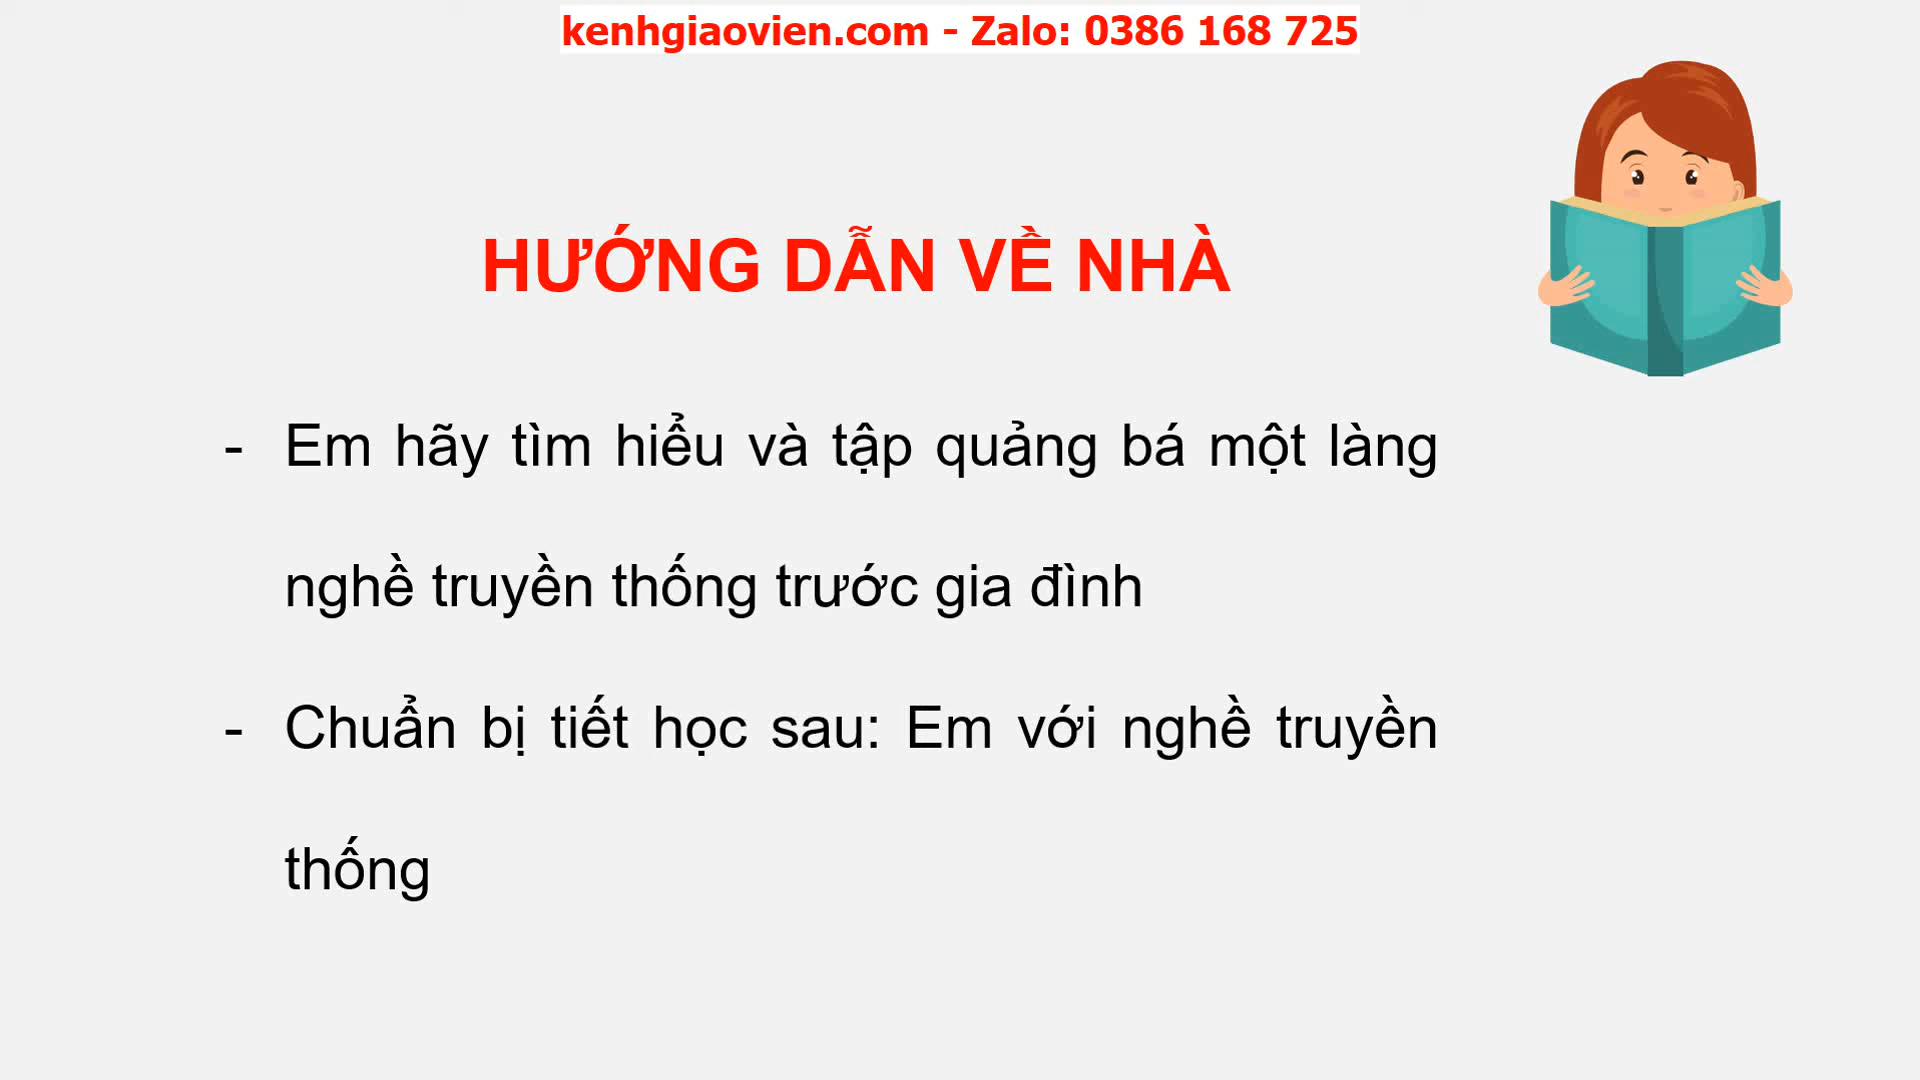 kenhgiaovien.com - Zalo: 0386 168 725
HƯỚNG DẪN VỀ NHÀ
- Em hãy tìm hiểu và tập quảng bá một làng
nghề truyền thống trước gia đình
- Chuẩn bị tiết học sau: Em với nghề truyền
thống